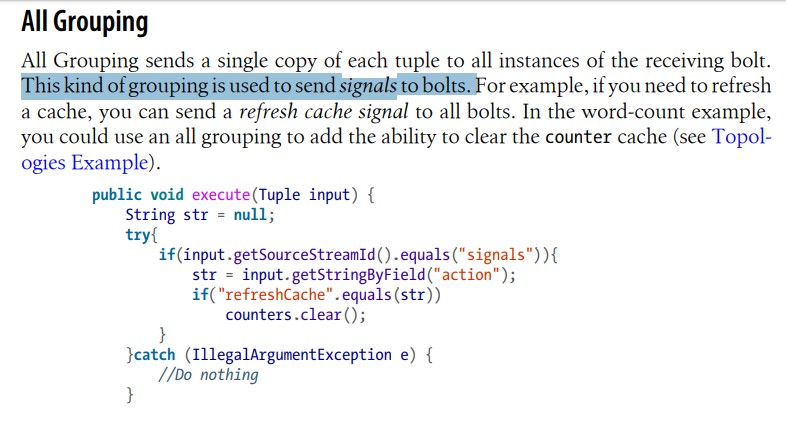 All Grouping
All Grouping sends a single copy of each tuple to all instances of the receiving bolt.
This kind of grouping is used to send signals to bolts. For example, if you need to refresh
a cache, you can send a refresh cache signal to all bolts. In the word-count example,
you could use an all grouping to add the ability to clear the counter cache (see Topol-
ogies Example).
public void execute(Tuple input) {
    String str = null;
    try{
        if(input.getSourceStreamId().equals("signals")){
            str = input.getStringByField("action");
            if("refreshCache".equals(str))
                counters.clear();
        }
    }catch (IllegalArgumentException e) {
        //Do nothing
    }